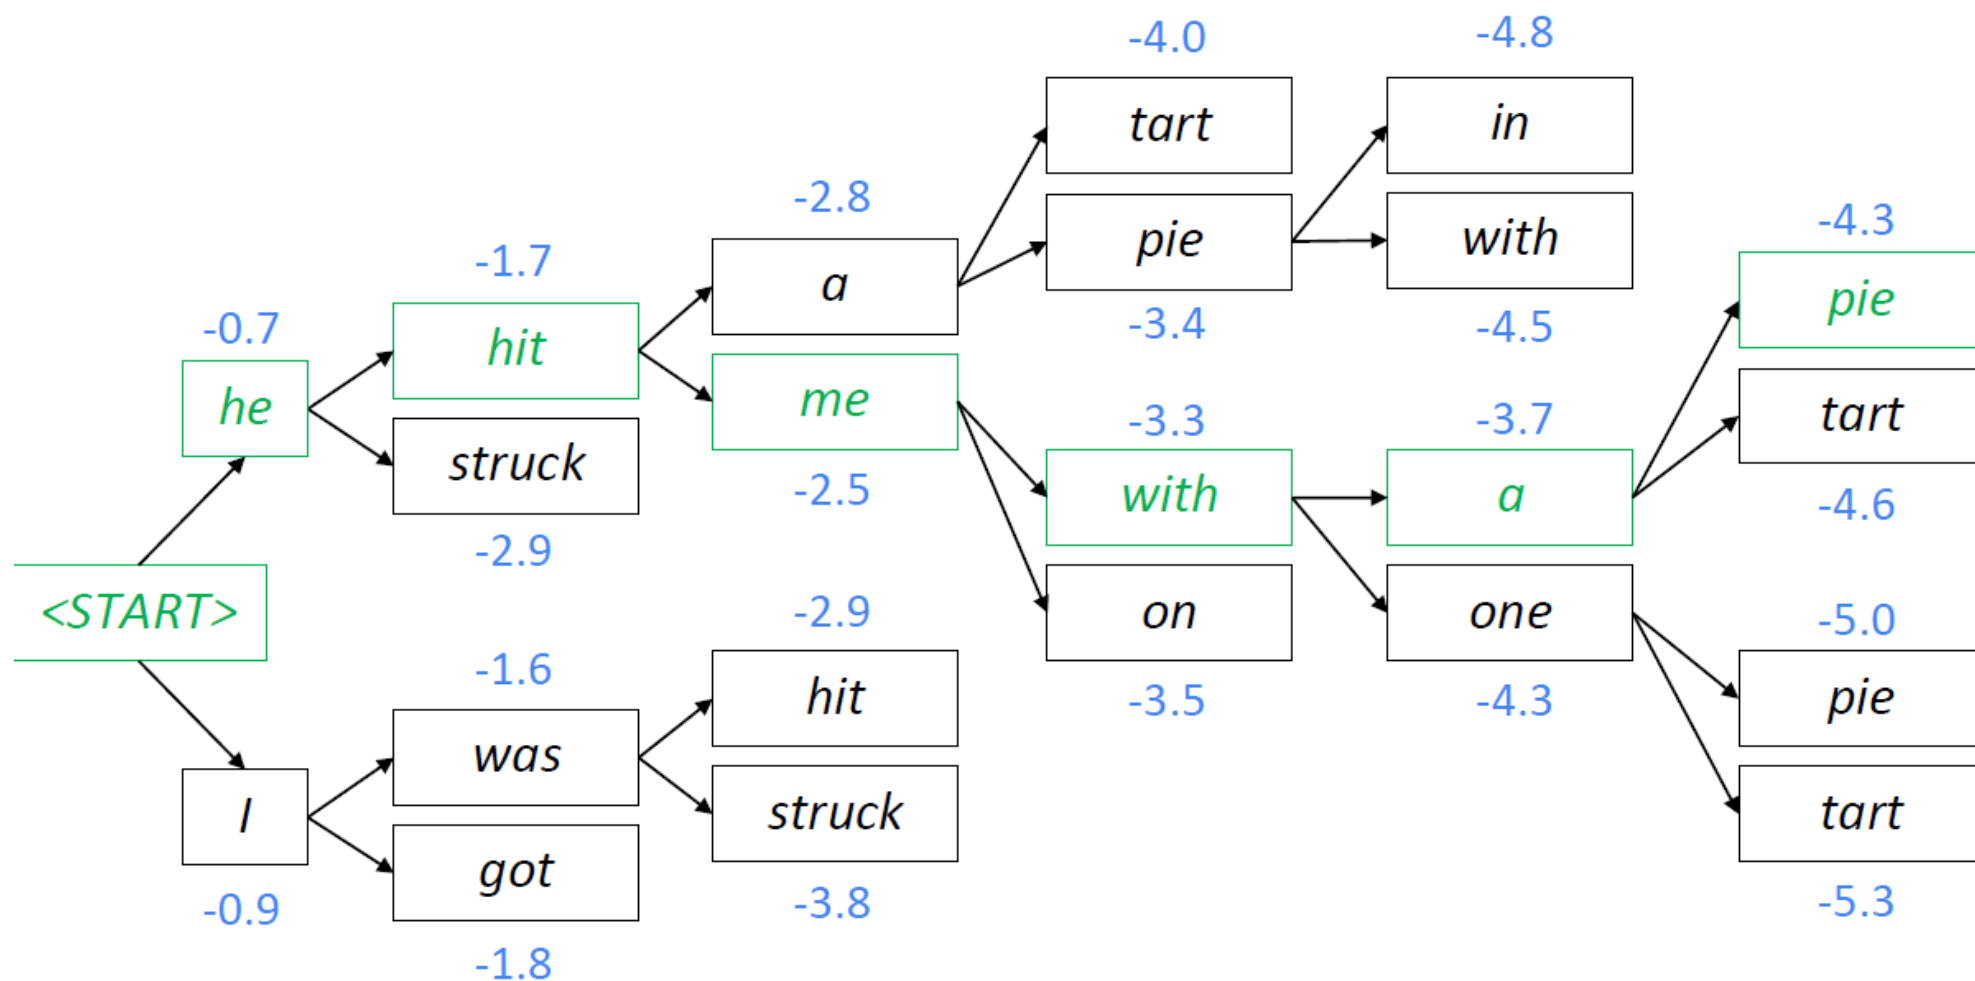 -4.0
-4.8
tart
in
-2.8
-4.3
pie
with
-1.7
a
pie
-0.7
hit
-3.4
-4.5
he
me
-3.3
-3.7
tart
struck
-2.5
with
a
-4.6
-2.9
<START>
-2.9
on
one
-5.0
-1.6
hit
-3.5
-4.3
pie
was
I
struck
tart
got
-0.9
-3.8
-5.3
-1.8